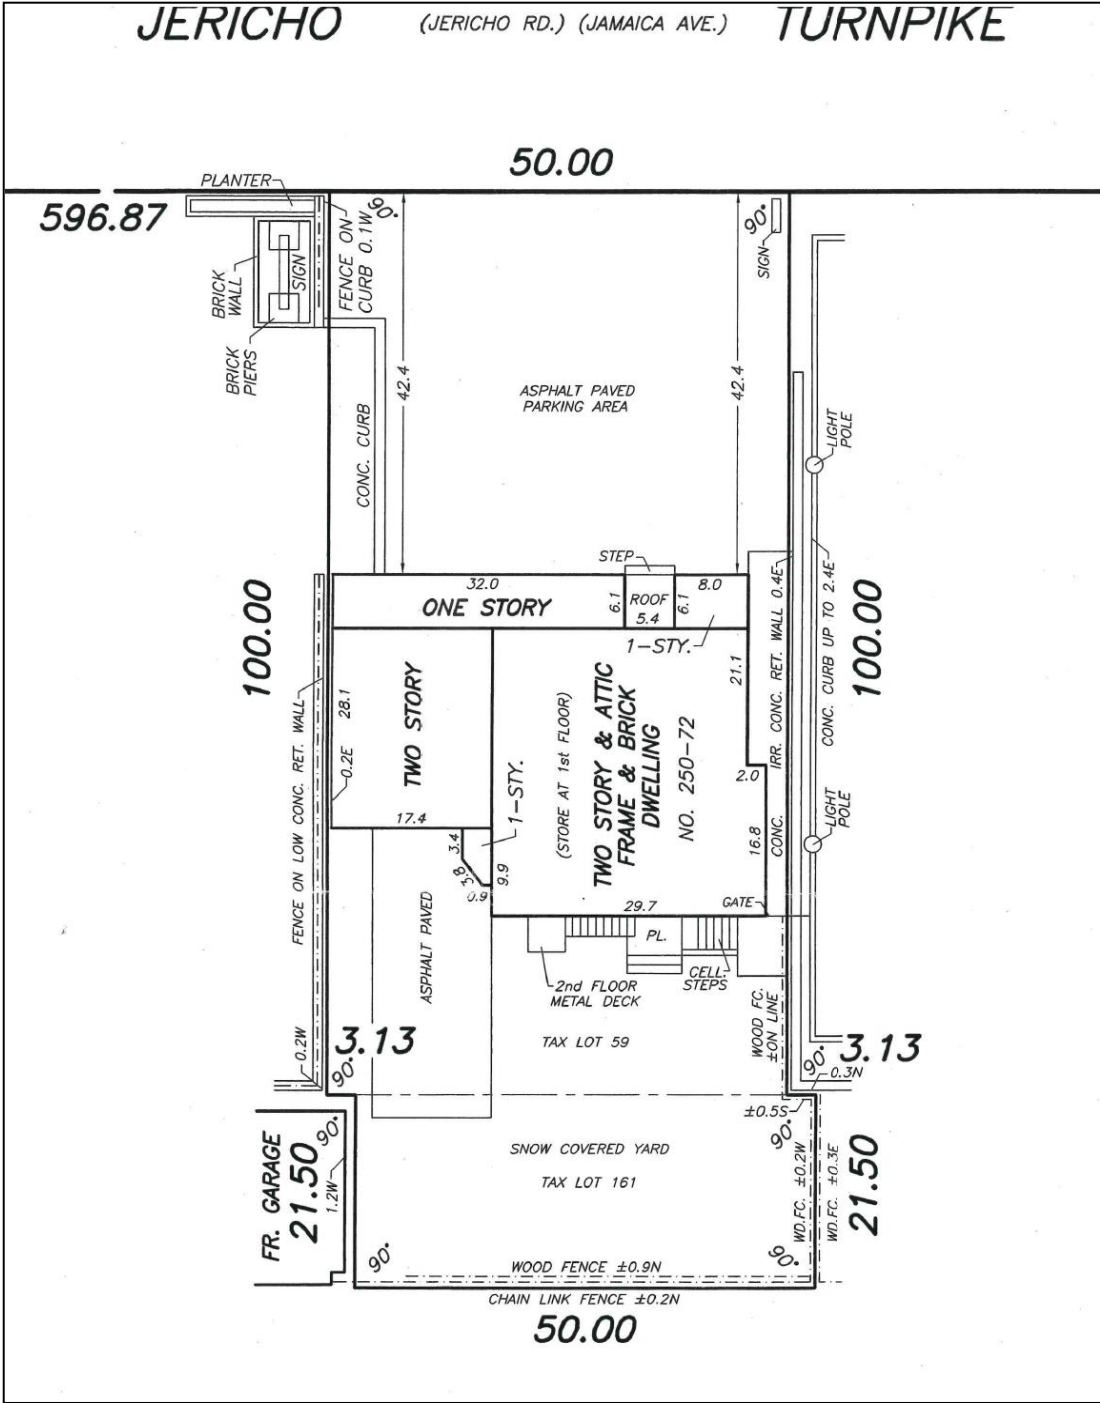 JERICHO (JERICHO RD.) (JAMAICA AVE.) TURNPIKE
50.00
596.87
PLANTER
90°
FENCE ON
CURB 0.1W
90°
SIGN
SIGN
BRICK
WALL
BRICK
PIERS
42.4
42.4
ASPHALT PAVED
PARKING AREA
CONC. CURB
LIGHT
POLE
STEP
32.0
ONE STORY
6.1
ROOF
5.4
6.1
8.0
1-STY.
100.00
100.00
FENCE ON LOW CONC. RET. WALL
28.1
0.2E
TWO STORY
17.4
1-STY.
3.4
3.8
0.9
9.9
(STORE AT 1st FLOOR)
TWO STORY & ATTIC
FRAME & BRICK
DWELLING
NO. 250-72
21.1
2.0
16.8
CONC.
IRR. CONC. RET. WALL 0.4E
CONC. CURB UP TO 2.4E
LIGHT
POLE
29.7
GATE
PL.
CELL.
STEPS
2nd FLOOR
METAL DECK
ASPHALT PAVED
WOOD FC.
±ON LINE
TAX LOT 59
0.2W
3.13
90°
3.13
90°
0.3N
±0.5S
FR. GARAGE
21.50
90°
1.2W
SNOW COVERED YARD
TAX LOT 161
90°
WD.FC. ±0.2W
WD.FC. ±0.3E
21.50
90°
90°
WOOD FENCE ±0.9N
CHAIN LINK FENCE ±0.2N
50.00